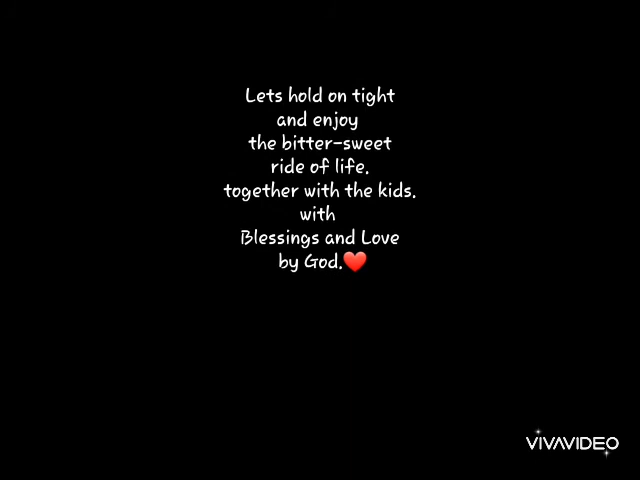 Lets hold on tight
and enjoy
the bitter-sweet
ride of life.
together with the kids.
with
Blessings and Love
by God.❤️
VIVAVIDEO